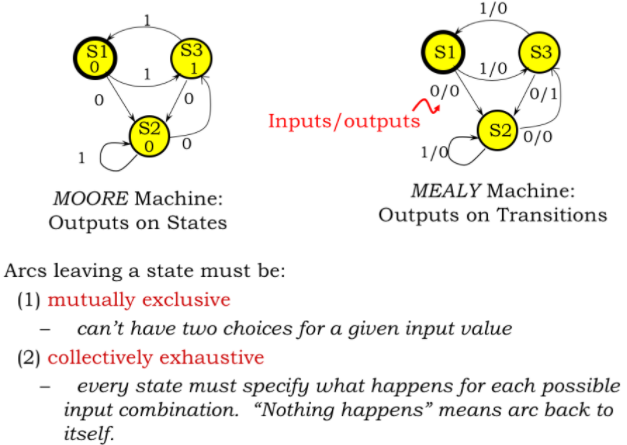 1
S1
0
S3
1
1
0
0
S2
0
1
0
MOORE Machine:
Outputs on States
1/0
S1
S3
1/0
0/0
0/1
Inputs/outputs
S2
0/0
1/0
MEALY Machine:
Outputs on Transitions
Arcs leaving a state must be:
(1) mutually exclusive
– can't have two choices for a given input value
(2) collectively exhaustive
– every state must specify what happens for each possible
input combination. “Nothing happens” means arc back to
itself.